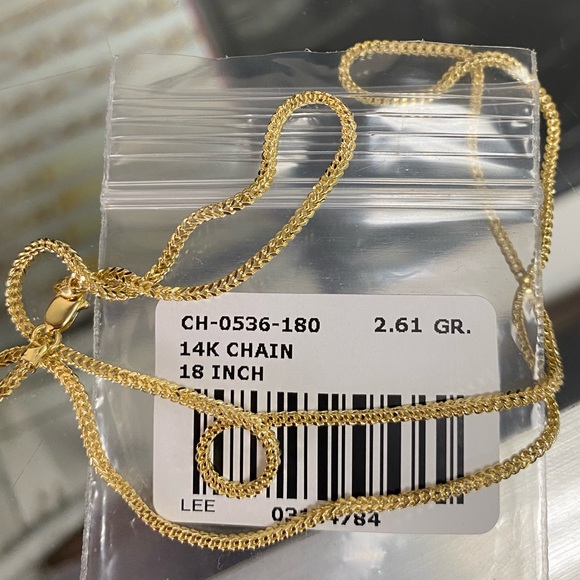 CH-0536-180 2.61 GR.
14K CHAIN
18 INCH
LEE